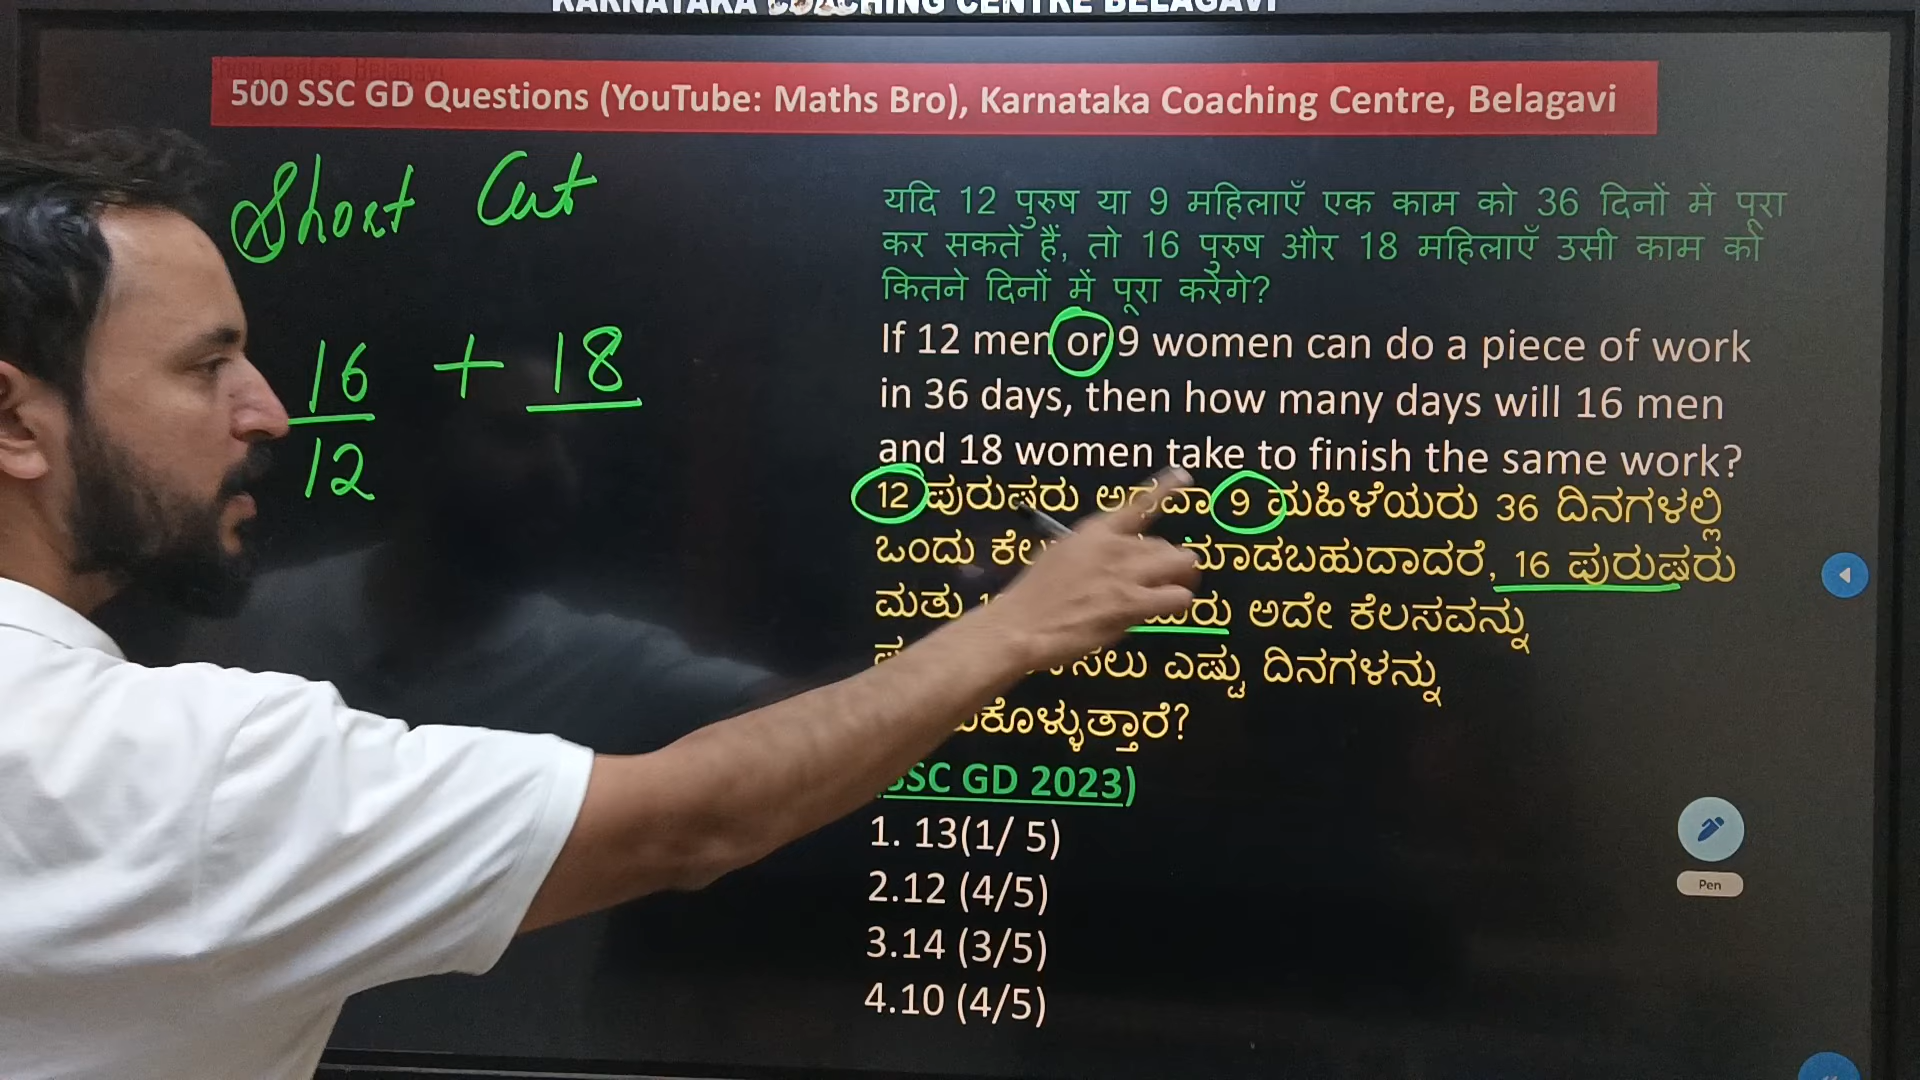 KARNATAKA COACHING CENTRE BELAGAVI
500 SSC GD Questions (YouTube: Maths Bro), Karnataka Coaching Centre, Belagavi
Short Cut
16 + 18
12
यदि 12 पुरुष या 9 महिलाएँ एक काम को 36 दिनों में पूरा
कर सकते हैं, तो 16 पुरुष और 18 महिलाएँ उसी काम को
कितने दिनों में पूरा करेंगे?
If 12 men or 9 women can do a piece of work
in 36 days, then how many days will 16 men
and 18 women take to finish the same work?
12 ಪುರುಷರು ಅಥವಾ 9 ಮಹಿಳೆಯರು 36 ದಿನಗಳಲ್ಲಿ
ಒಂದು ಮಾಡಬಹುದಾದರೆ, 16 ಪುರುಷರು
ಮತ್ತು ಅದೇ ಕೆಲಸವನ್ನು
ಎಷ್ಟು ದಿನಗಳನ್ನು
SSC GD 2023)
1. 13(1/ 5)
2.12 (4/5)
3.14 (3/5)
4.10 (4/5)
Pen